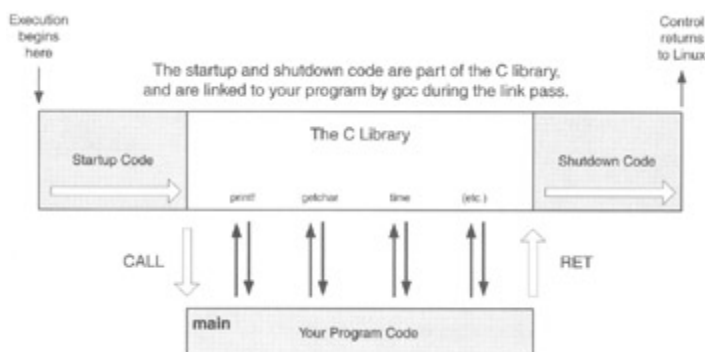 Execution
begins
here
Control
returns
to Linux
The startup and shutdown code are part of the C library,
and are linked to your program by gcc during the link pass.
The C Library
Startup Code
Shutdown Code
printf
getchar
time
(etc.)
CALL
RET
main
Your Program Code